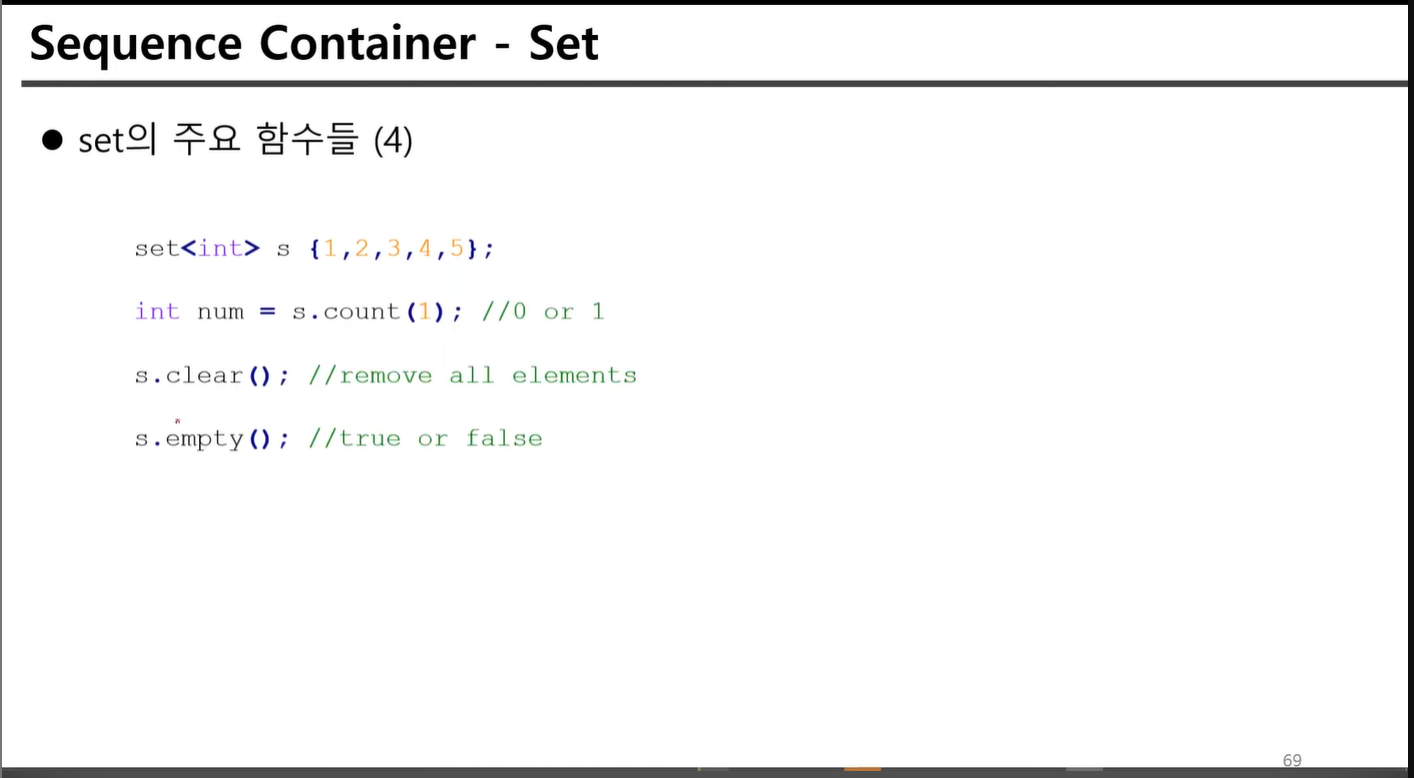 Sequence Container - Set
● set의 주요 함수들 (4)
set<int> s {1,2,3,4,5};
int num = s.count(1); //0 or 1
s.clear(); //remove all elements
s.empty(); //true or false
69